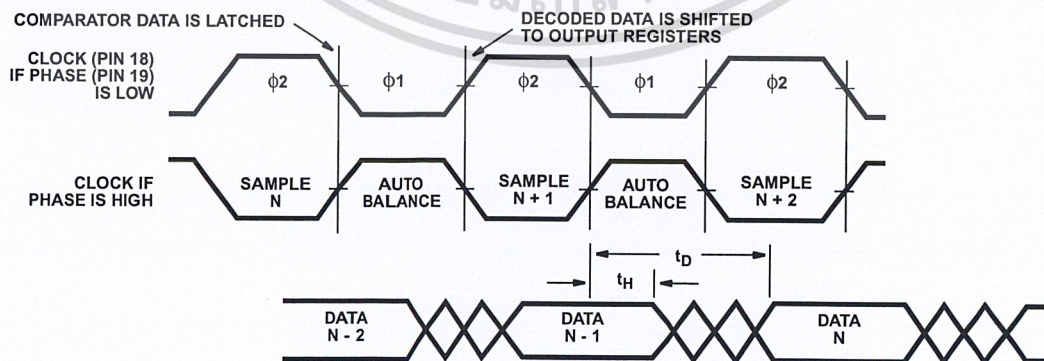 COMPARATOR DATA IS LATCHED
DECODED DATA IS SHIFTED
TO OUTPUT REGISTERS
CLOCK (PIN 18)
IF PHASE (PIN 19)
IS LOW
ϕ2
ϕ1
ϕ2
ϕ1
ϕ2
CLOCK IF
PHASE IS HIGH
SAMPLE
N
AUTO
BALANCE
SAMPLE
N + 1
AUTO
BALANCE
SAMPLE
N + 2
tD
tH
DATA
N - 2
DATA
N - 1
DATA
N